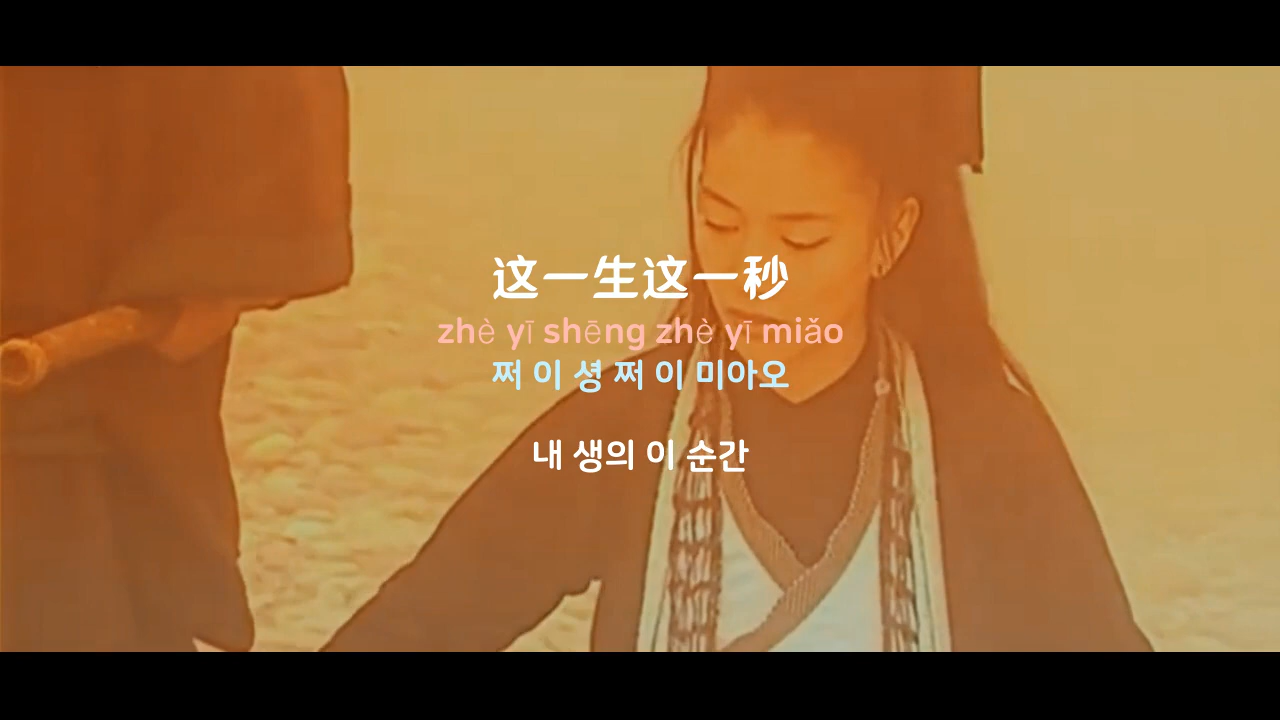 这一生这一秒
zhè yī shēng zhè yī miǎo
쩌 이 셩 쩌 이 미아오
내 생의 이 순간